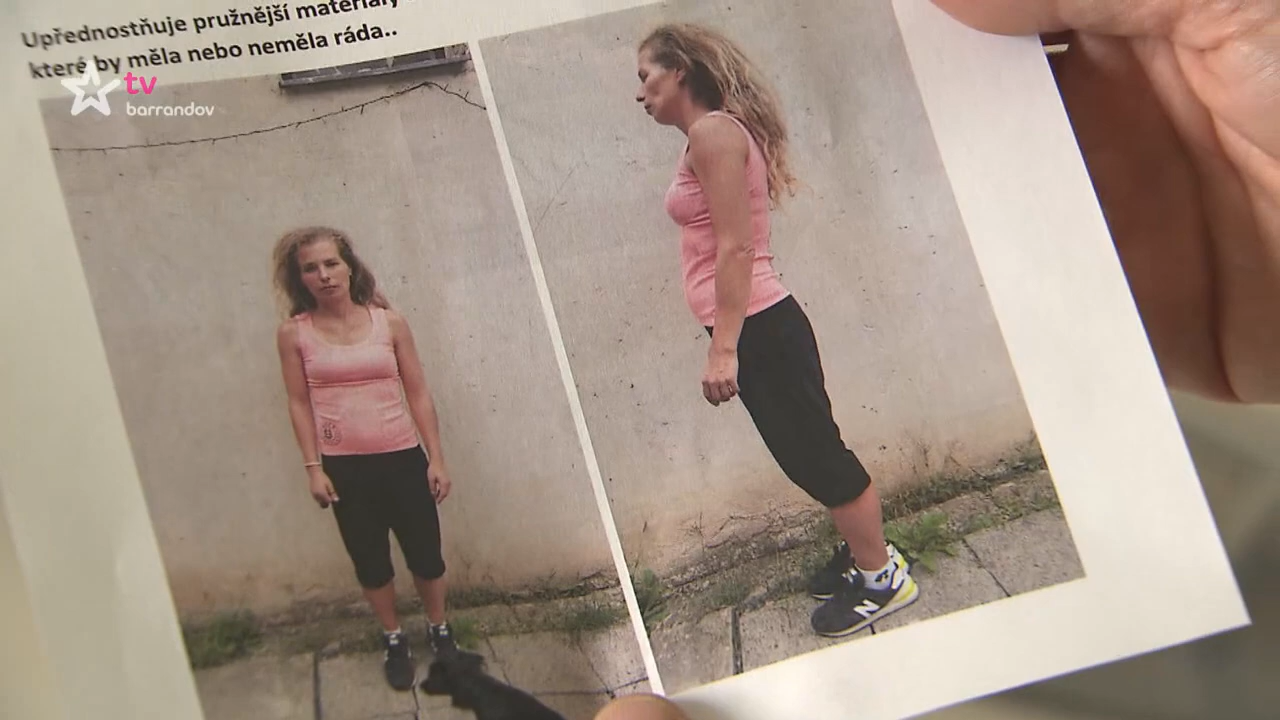 Upřednostňuje pružnější materiály
které by měla nebo neměla ráda..
tv
barrandov
N